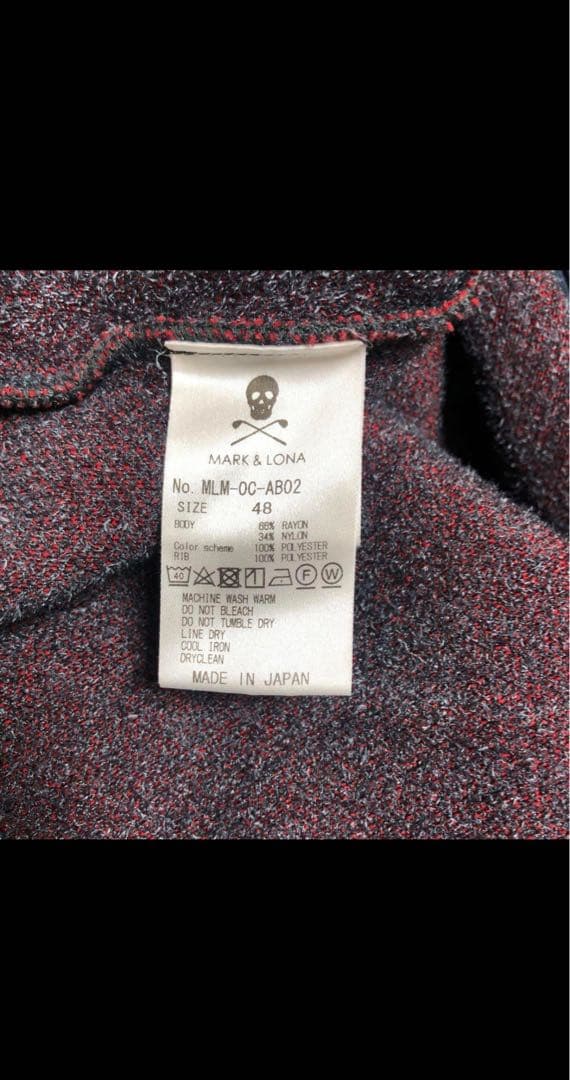 MARK & LONA
No. MLM-OC-AB02
SIZE 48
BODY 66% RAYON
34% NYLON
Color scheme 100% POLYESTER
RIB 100% POLYESTER
40 F W
MACHINE WASH WARM
DO NOT BLEACH
DO NOT TUMBLE DRY
LINE DRY
COOL IRON
DRYCLEAN
MADE IN JAPAN